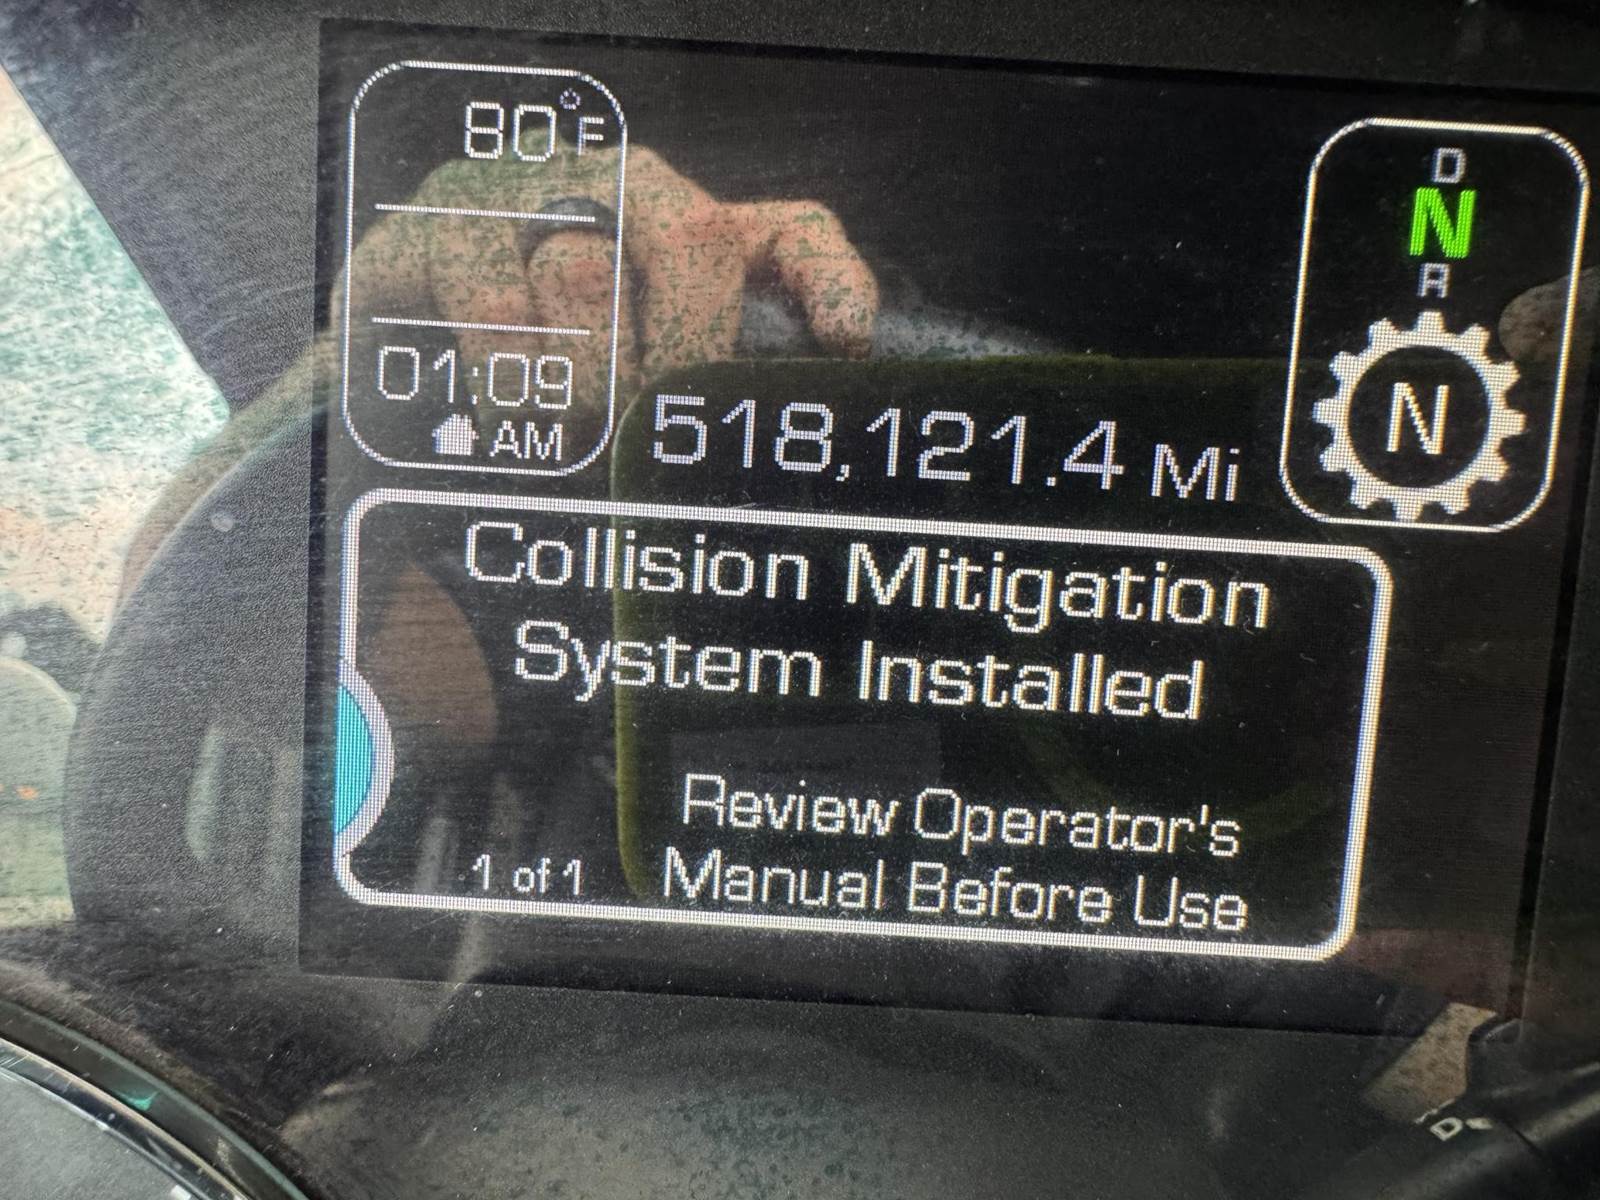 80°F
01:09
AM
518,121.4 Mi
D
N
R
N
Collision Mitigation
System Installed
Review Operator's
1 of 1 Manual Before Use
D